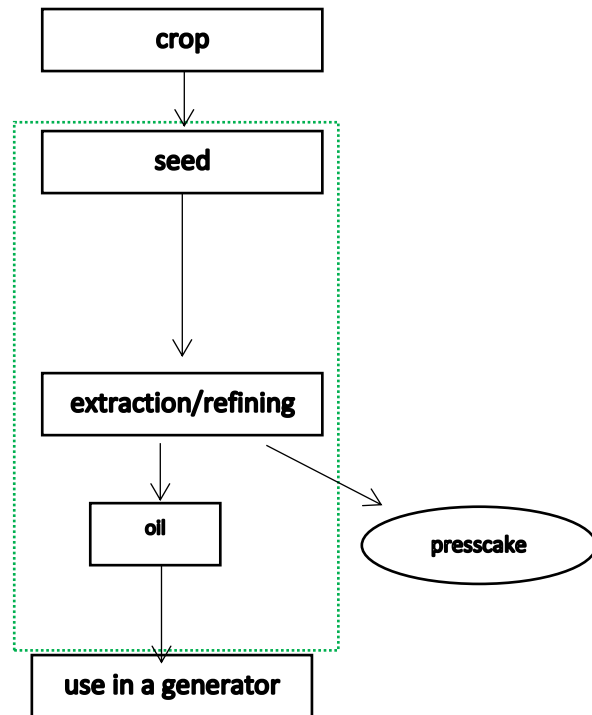 crop
seed
extraction/refining
oil
presscake
use in a generator